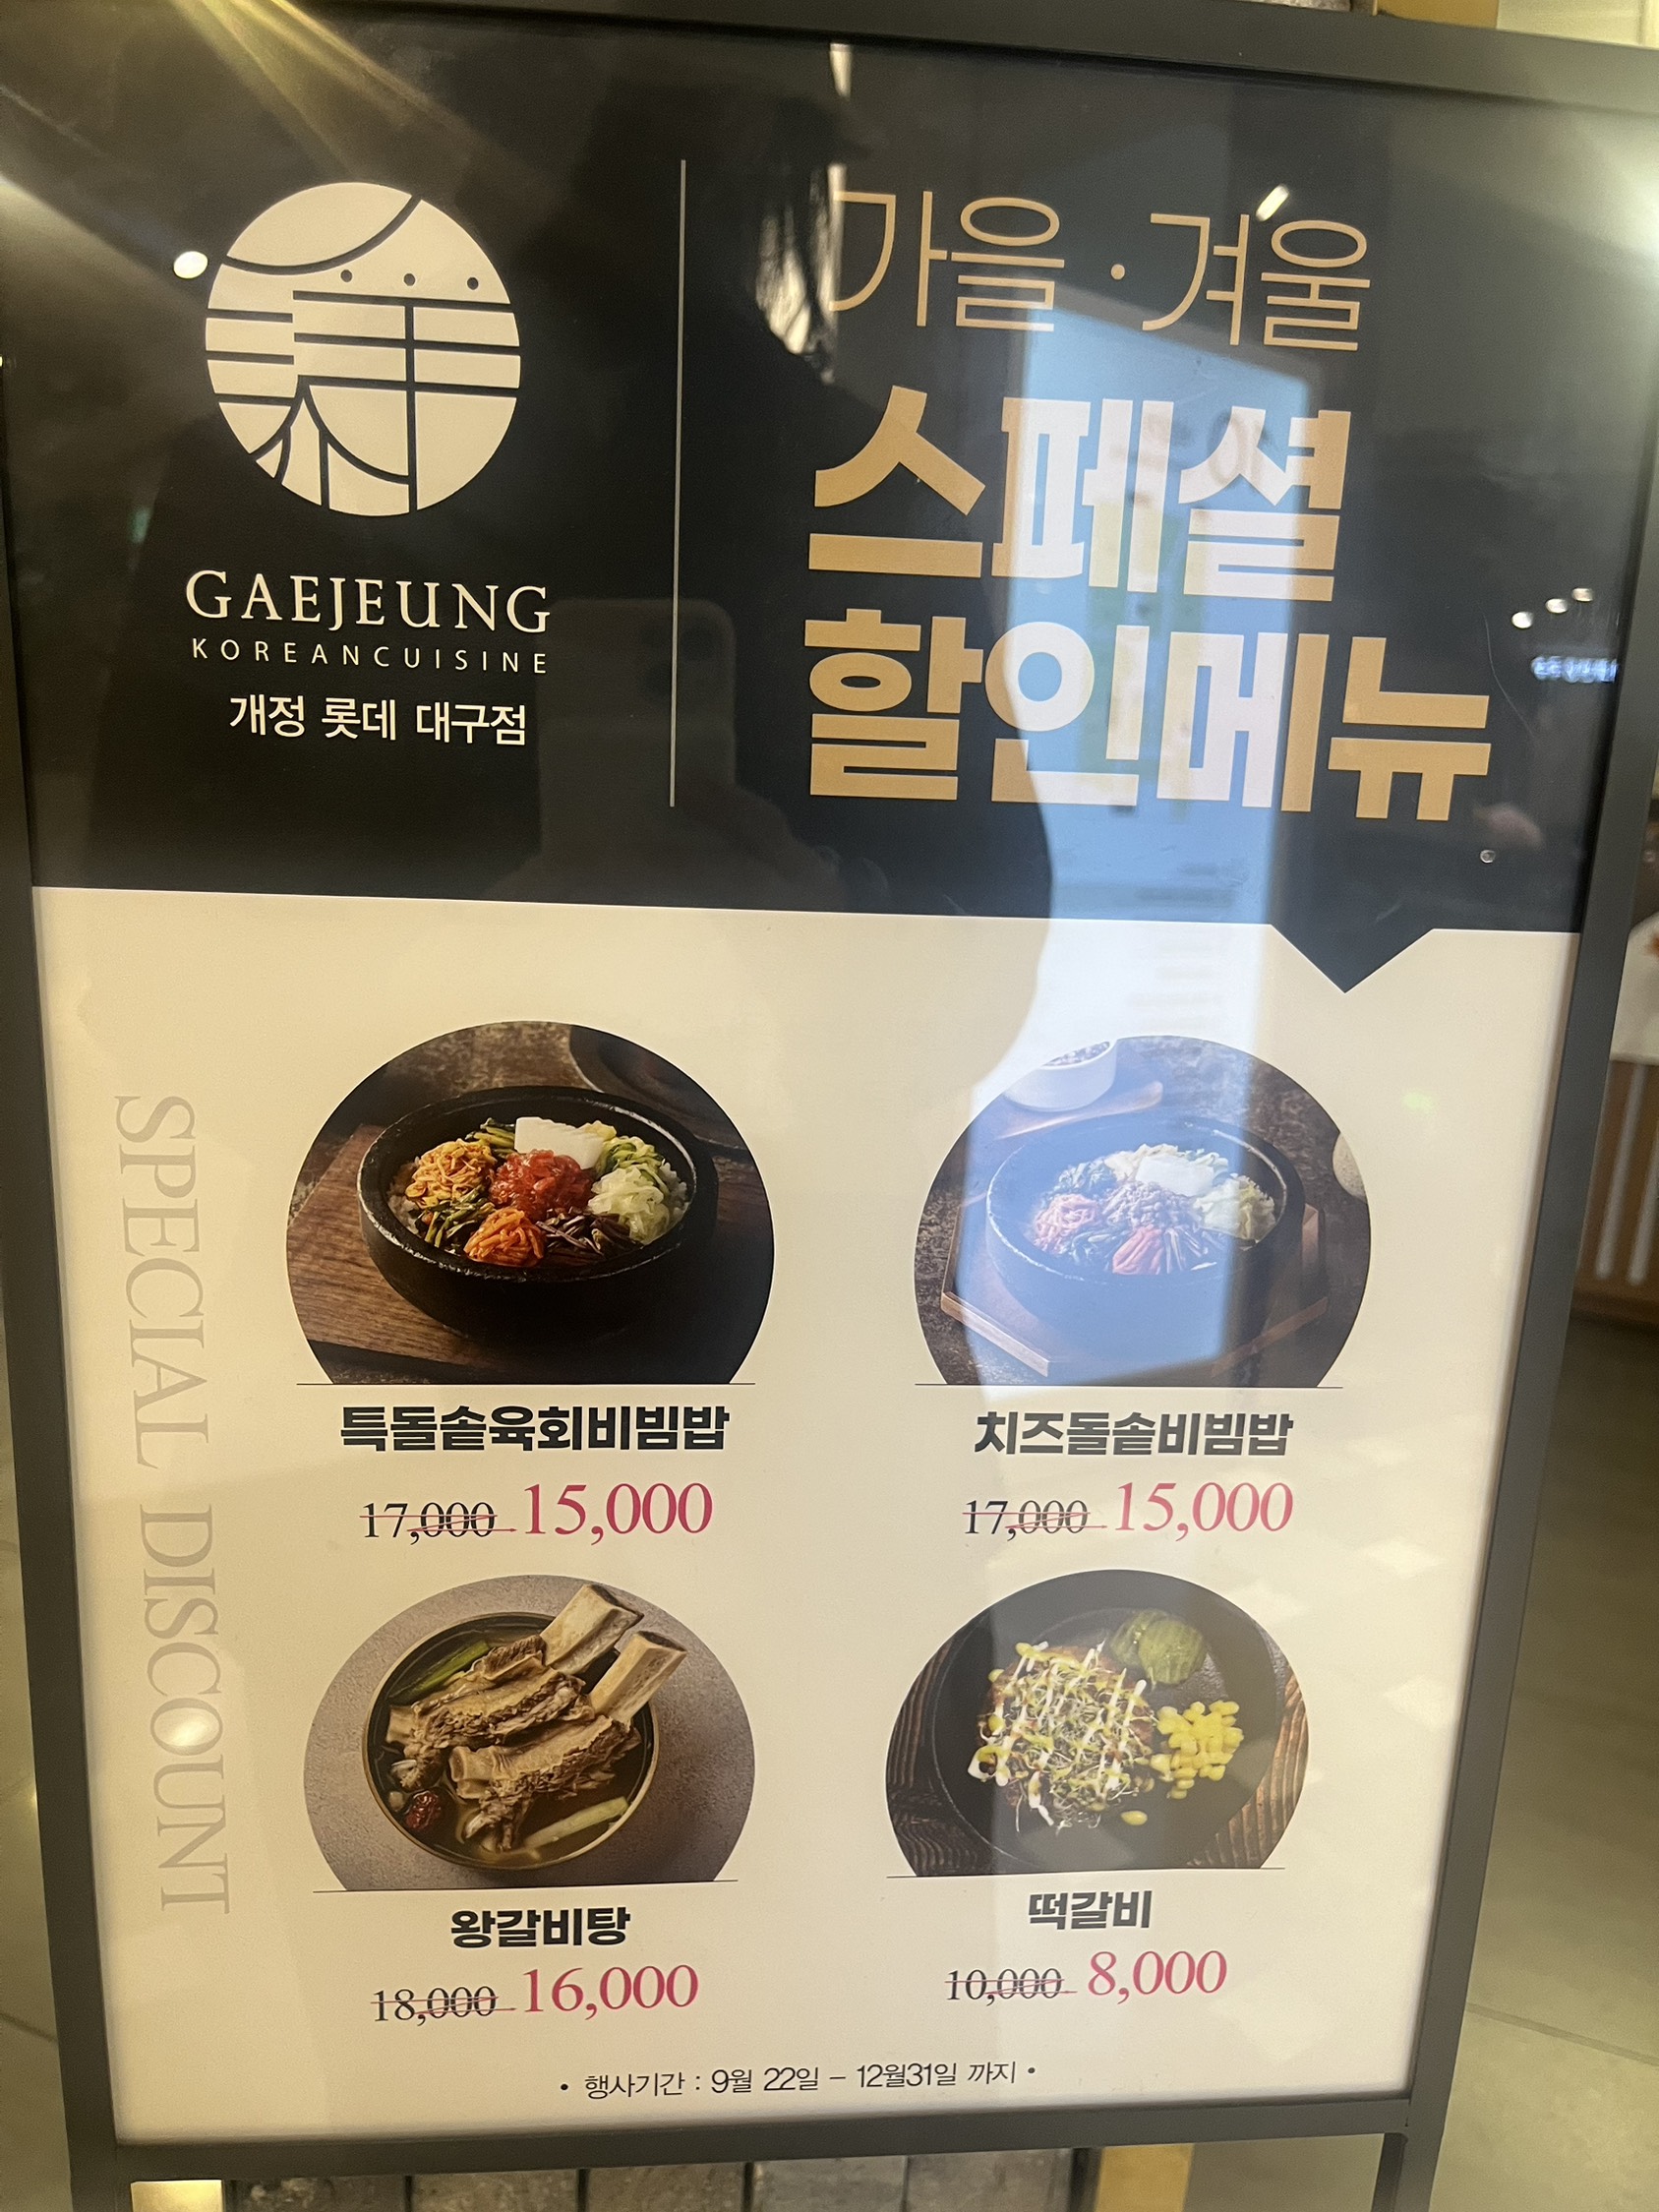 GAEJEUNG
KOREANCUISINE
개정 롯데 대구점
가을 · 겨울
스페셜
할인메뉴
SPECIAL DISCOUNT
특돌솥육회비빔밥
17,000 15,000
치즈돌솥비빔밥
17,000 15,000
왕갈비탕
18,000 16,000
떡갈비
10,000 8,000
• 행사기간 : 9월 22일 – 12월31일 까지 •